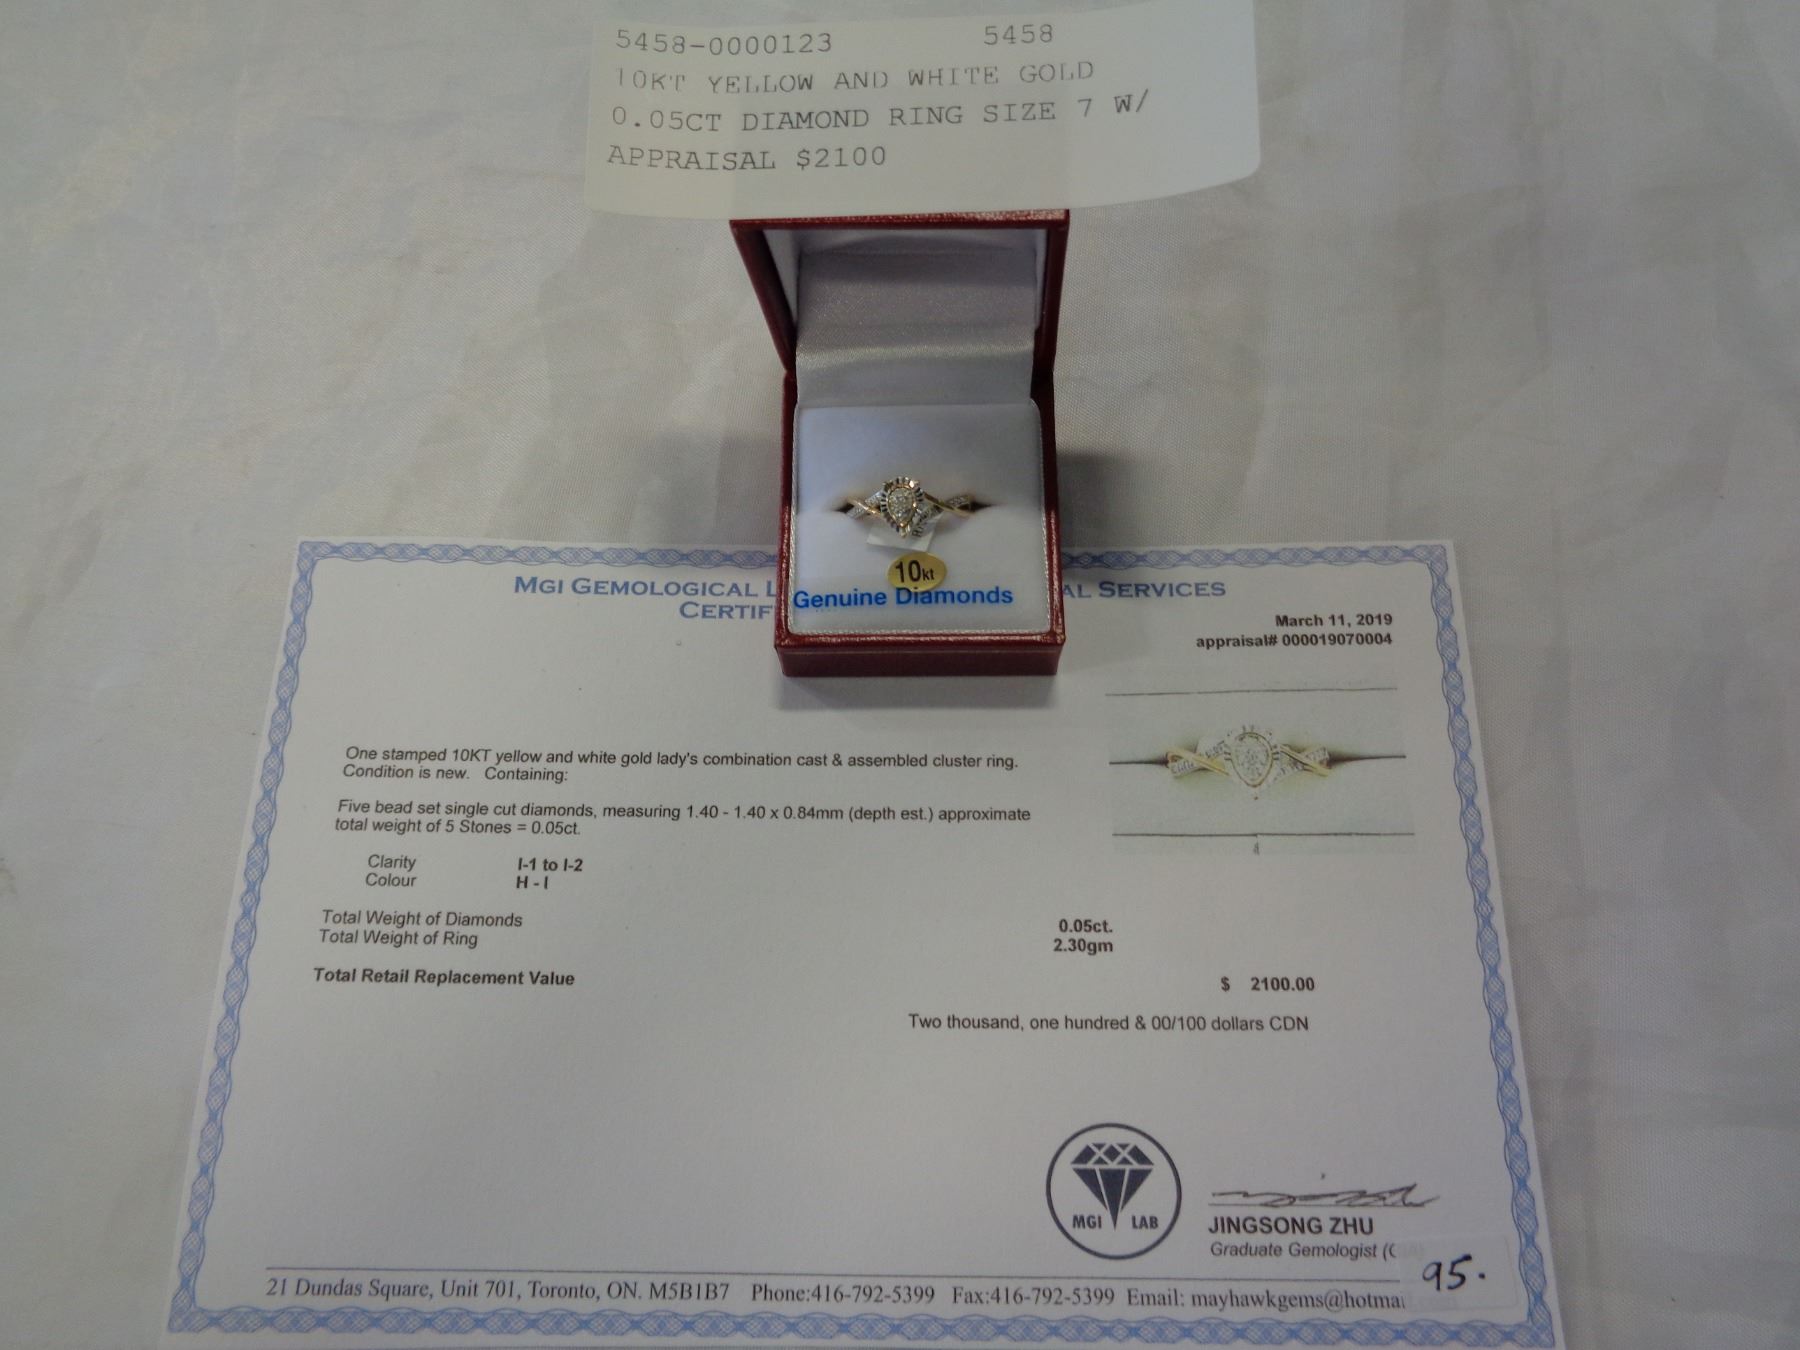 5458-0000123 5458
10KT YELLOW AND WHITE GOLD
0.05CT DIAMOND RING SIZE 7 W/
APPRAISAL $2100
10kt
Genuine Diamonds
MGI GEMOLOGICAL L AL SERVICES
CERTIF
March 11, 2019
appraisal# 000019070004
One stamped 10KT yellow and white gold lady's combination cast & assembled cluster ring.
Condition is new. Containing:
Five bead set single cut diamonds, measuring 1.40 - 1.40 x 0.84mm (depth est.) approximate
total weight of 5 Stones = 0.05ct.
Clarity I-1 to I-2
Colour H - I
Total Weight of Diamonds 0.05ct.
Total Weight of Ring 2.30gm
Total Retail Replacement Value $ 2100.00
Two thousand, one hundred & 00/100 dollars CDN
MGI LAB
JINGSONG ZHU
Graduate Gemologist (
95.
21 Dundas Square, Unit 701, Toronto, ON. M5B1B7 Phone:416-792-5399 Fax:416-792-5399 Email: mayhawkgems@hotmai